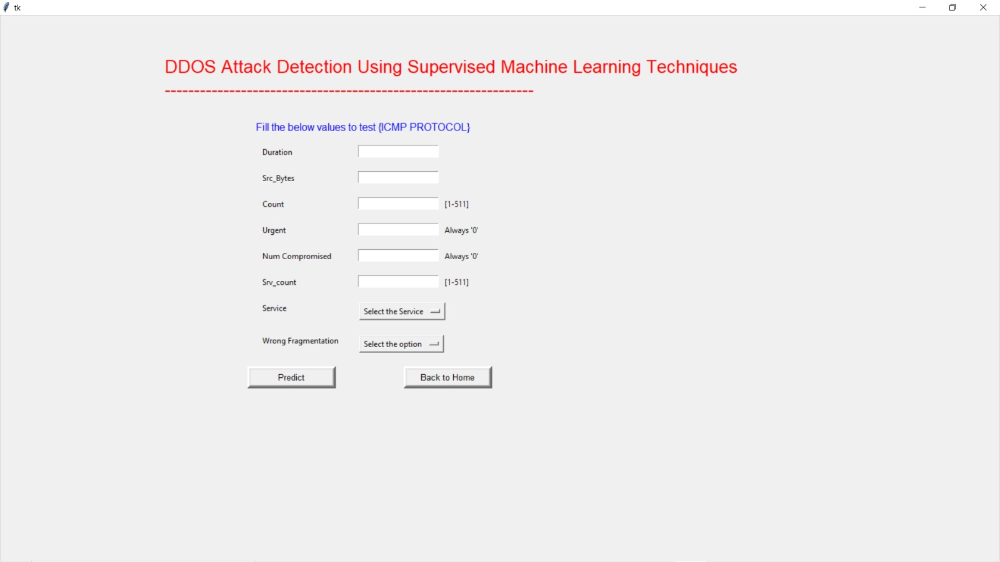 tk
DDOS Attack Detection Using Supervised Machine Learning Techniques
---------------------------------------------------------------
Fill the below values to test {ICMP PROTOCOL}
Duration
Src_Bytes
Count [1-511]
Urgent Always '0'
Num Compromised Always '0'
Srv_count [1-511]
Service Select the Service
Wrong Fragmentation Select the option
Predict Back to Home